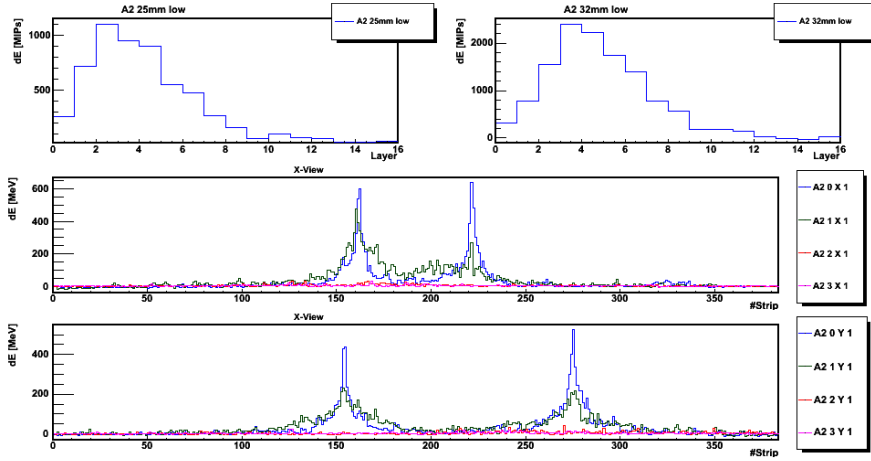 A2 25mm low
A2 25mm low
dE [MIPs]
1000
500
0 2 4 6 8 10 12 14 16
Layer
A2 32mm low
A2 32mm low
dE [MIPs]
2000
1000
0
0 2 4 6 8 10 12 14 16
Layer
X-View
dE [MeV]
600
400
200
0
0 50 100 150 200 250 300 350
#Strip
A2 0 X 1
A2 1 X 1
A2 2 X 1
A2 3 X 1
X-View
dE [MeV]
400
200
0
0 50 100 150 200 250 300 350
#Strip
A2 0 Y 1
A2 1 Y 1
A2 2 Y 1
A2 3 Y 1